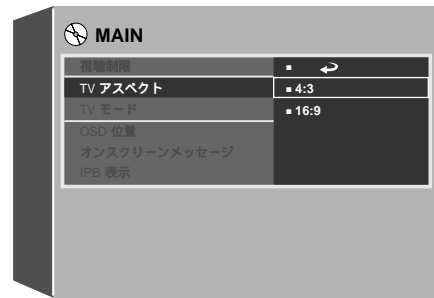 MAIN
視聴制限
TV アスペクト
4:3
TV モード
16:9
OSD 位置
オンスクリーンメッセージ
IPB 表示